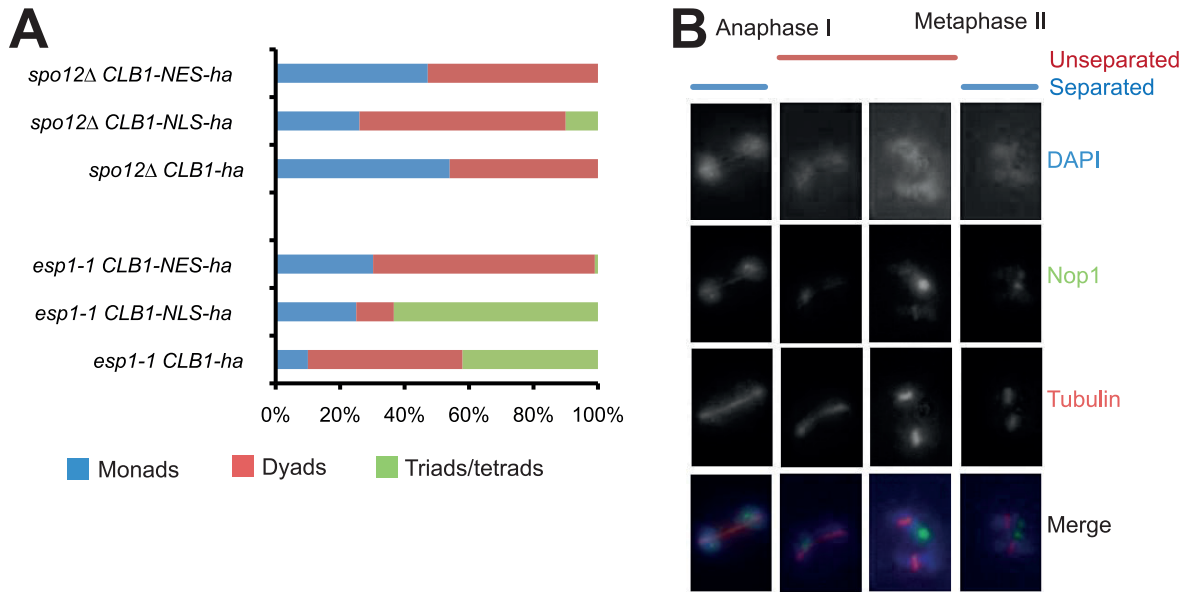 A
spo12Δ CLB1-NES-ha
spo12Δ CLB1-NLS-ha
spo12Δ CLB1-ha
esp1-1 CLB1-NES-ha
esp1-1 CLB1-NLS-ha
esp1-1 CLB1-ha
0% 20% 40% 60% 80% 100%
Monads Dyads Triads/tetrads
B
Anaphase I Metaphase II
Unseparated
Separated
DAPI
Nop1
Tubulin
Merge